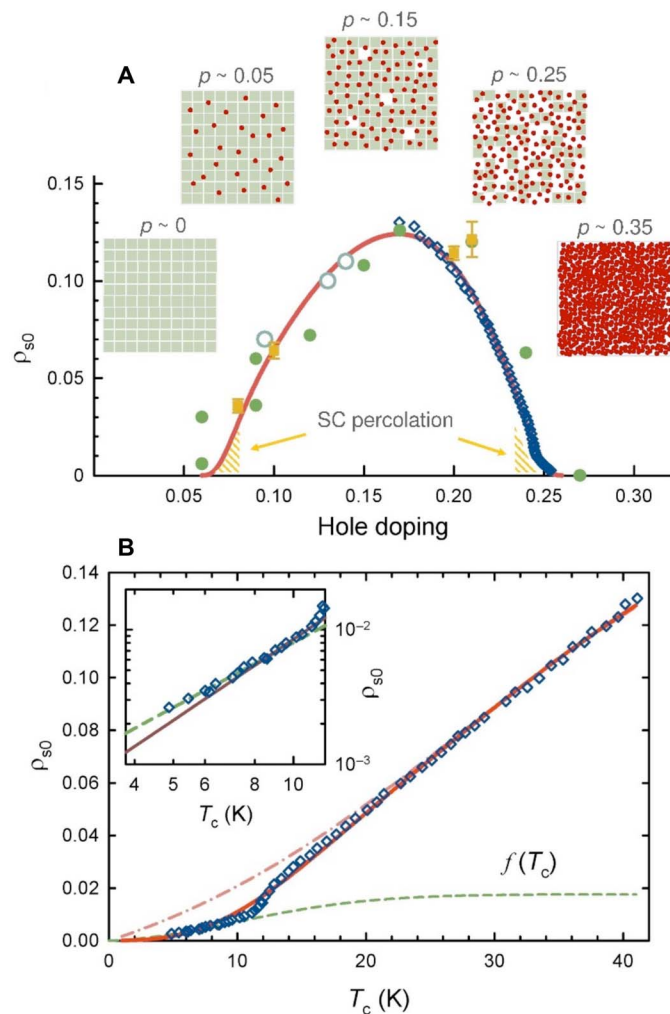 A
p ~ 0.15
p ~ 0.05
p ~ 0.25
p ~ 0
p ~ 0.35
0.15
0.10
ρs0
0.05
SC percolation
0
0.05 0.10 0.15 0.20 0.25 0.30
Hole doping
B
0.14
0.12
0.10
ρs0
0.08
0.06
0.04
0.02
0.00
10⁻²
ρs0
10⁻³
4 5 6 8 10
Tc (K)
f(Tc)
0 10 20 30 40
Tc (K)